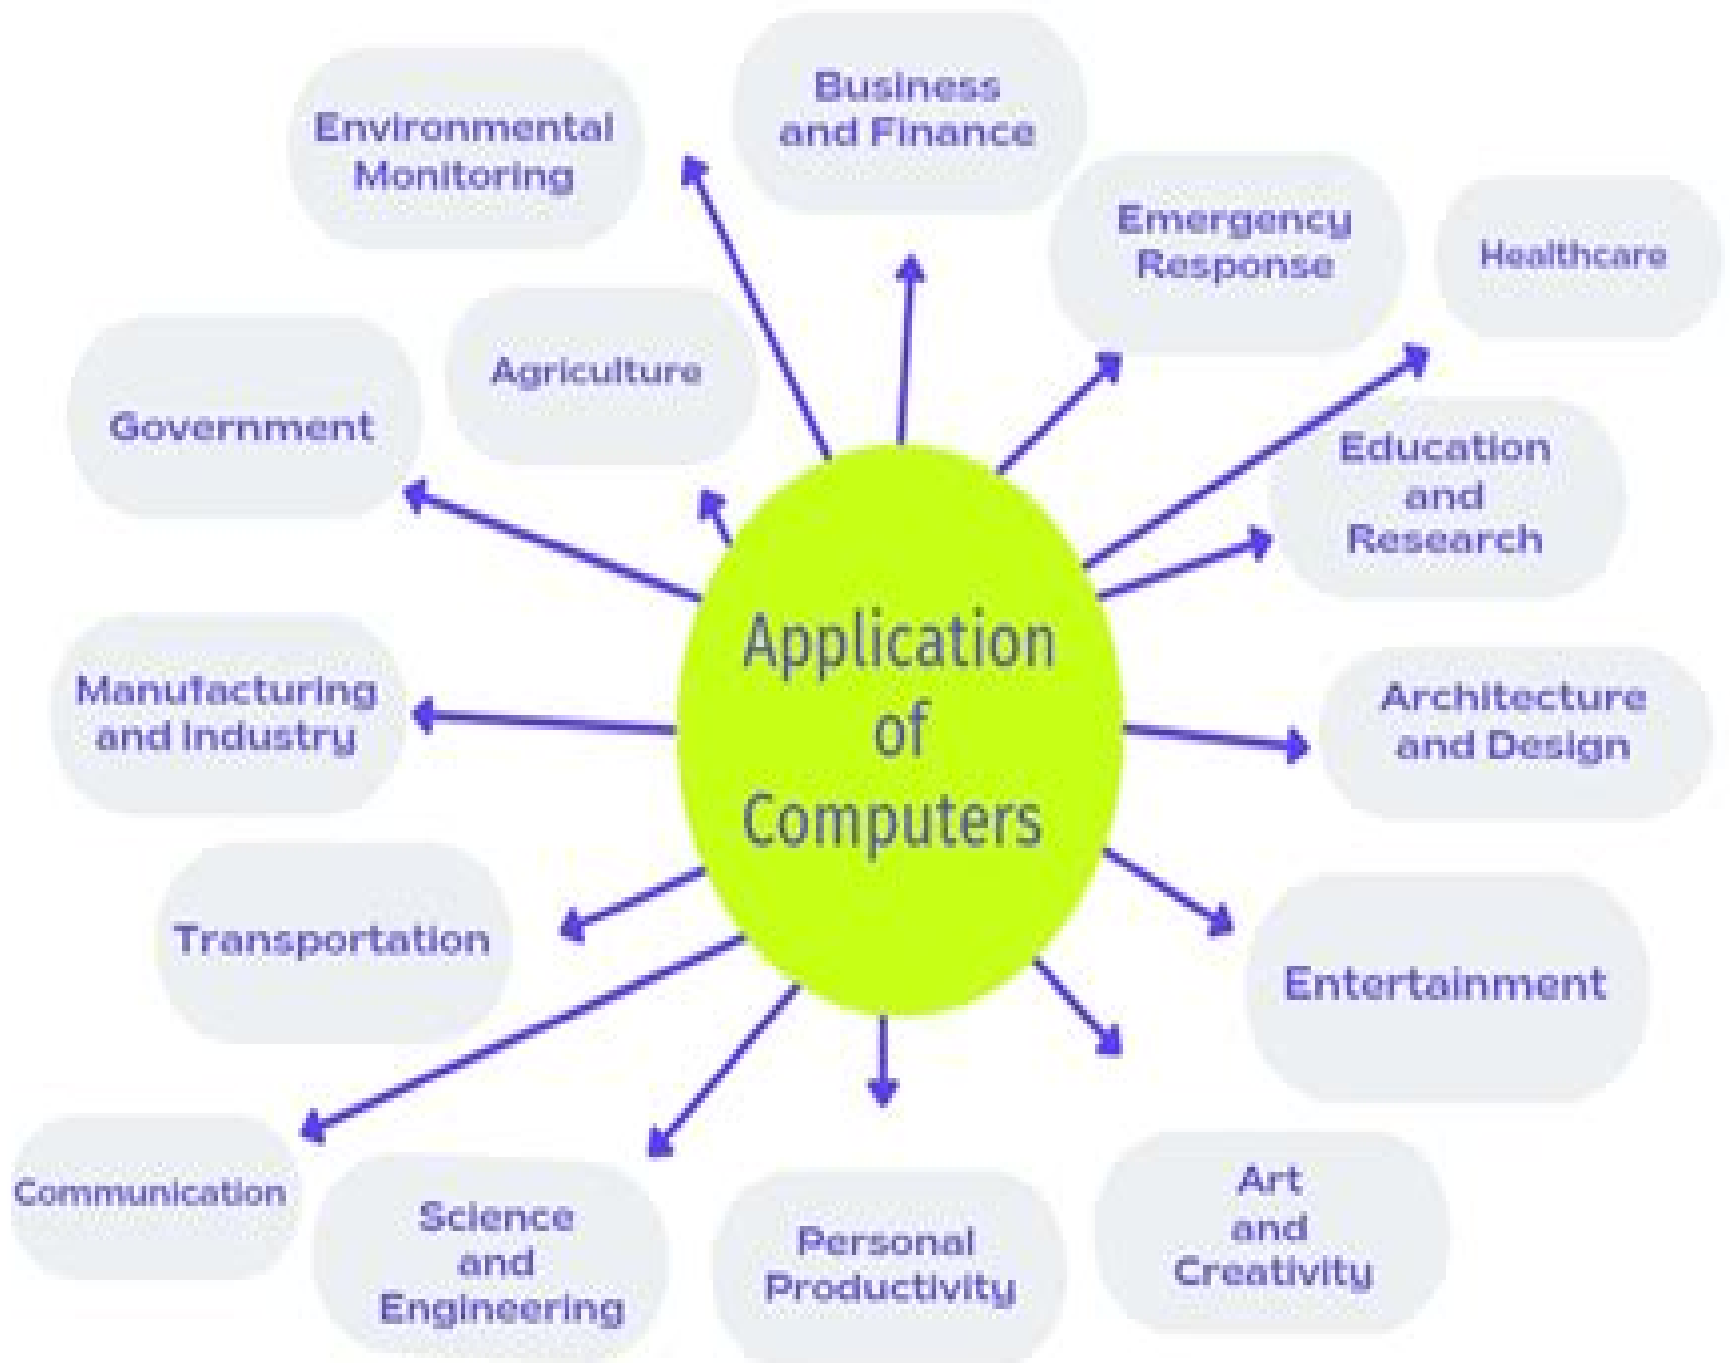 Business
and Finance
Environmental
Monitoring
Emergency
Response
Healthcare
Agriculture
Government
Education
and
Research
Application
of
Computers
Manufacturing
and Industry
Architecture
and Design
Transportation
Entertainment
Communication
Science
and
Engineering
Personal
Productivity
Art
and
Creativity